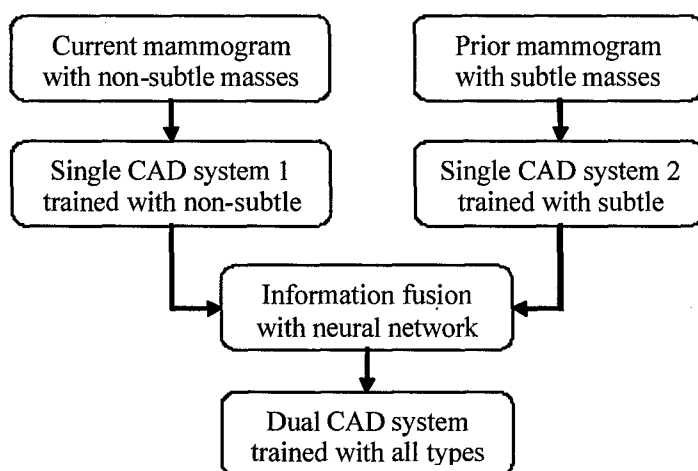 Current mammogram
with non-subtle masses
Prior mammogram
with subtle masses
Single CAD system 1
trained with non-subtle
Single CAD system 2
trained with subtle
Information fusion
with neural network
Dual CAD system
trained with all types